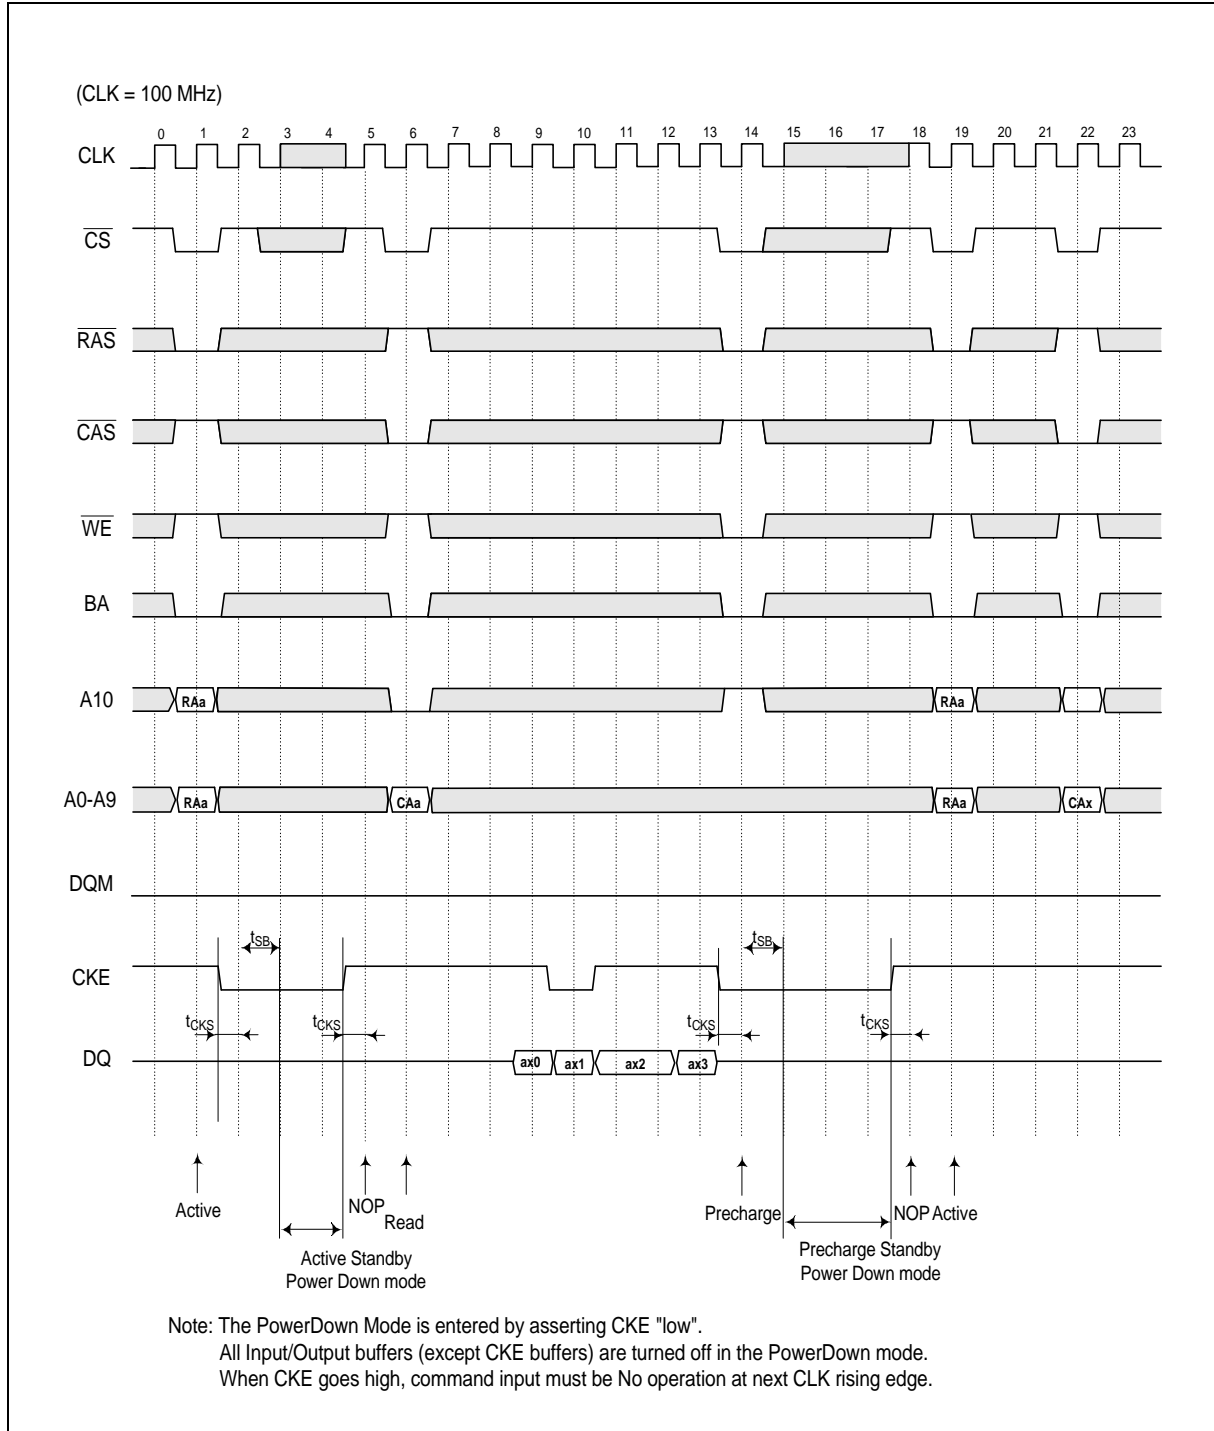 (CLK = 100 MHz)
0 1 2 3 4 5 6 7 8 9 10 11 12 13 14 15 16 17 18 19 20 21 22 23
CLK
CS
RAS
CAS
WE
BA
A10 RAa RAa
A0-A9 RAa CAa RAa CAx
DQM
tSB tSB
CKE
tCKS tCKS tCKS tCKS
DQ ax0 ax1 ax2 ax3
Active NOP Read Precharge NOP Active
Active Standby
Power Down mode
Precharge Standby
Power Down mode
Note: The PowerDown Mode is entered by asserting CKE "low".
All Input/Output buffers (except CKE buffers) are turned off in the PowerDown mode.
When CKE goes high, command input must be No operation at next CLK rising edge.